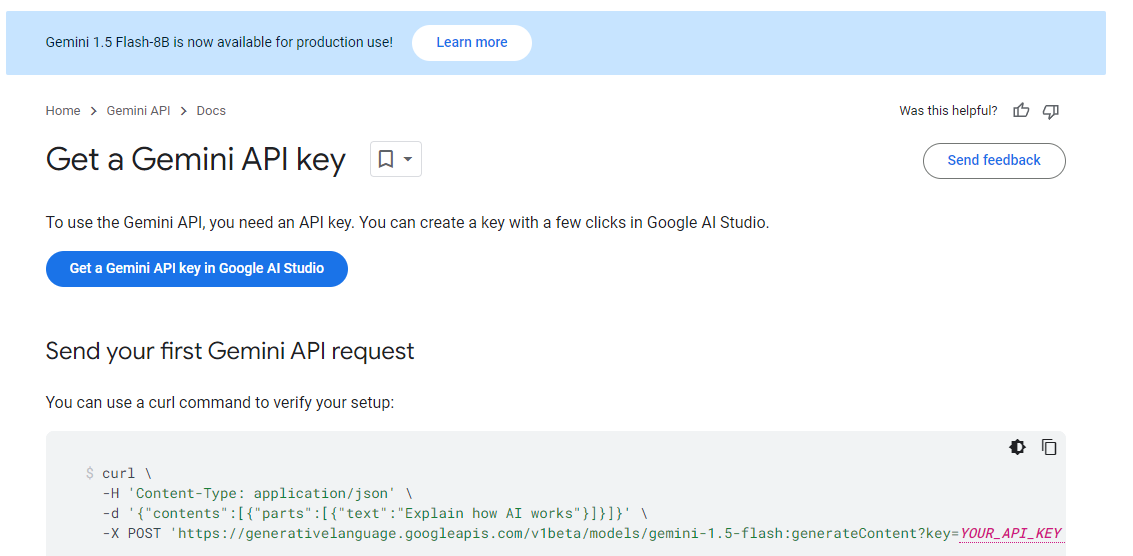 Gemini 1.5 Flash-8B is now available for production use! Learn more
Home > Gemini API > Docs
Was this helpful?
Get a Gemini API key
Send feedback
To use the Gemini API, you need an API key. You can create a key with a few clicks in Google AI Studio.
Get a Gemini API key in Google AI Studio
Send your first Gemini API request
You can use a curl command to verify your setup:
$ curl \
-H 'Content-Type: application/json' \
-d '{"contents":[{"parts":[{"text":"Explain how AI works"}]}]}' \
-X POST 'https://generativelanguage.googleapis.com/v1beta/models/gemini-1.5-flash:generateContent?key=YOUR_API_KEY